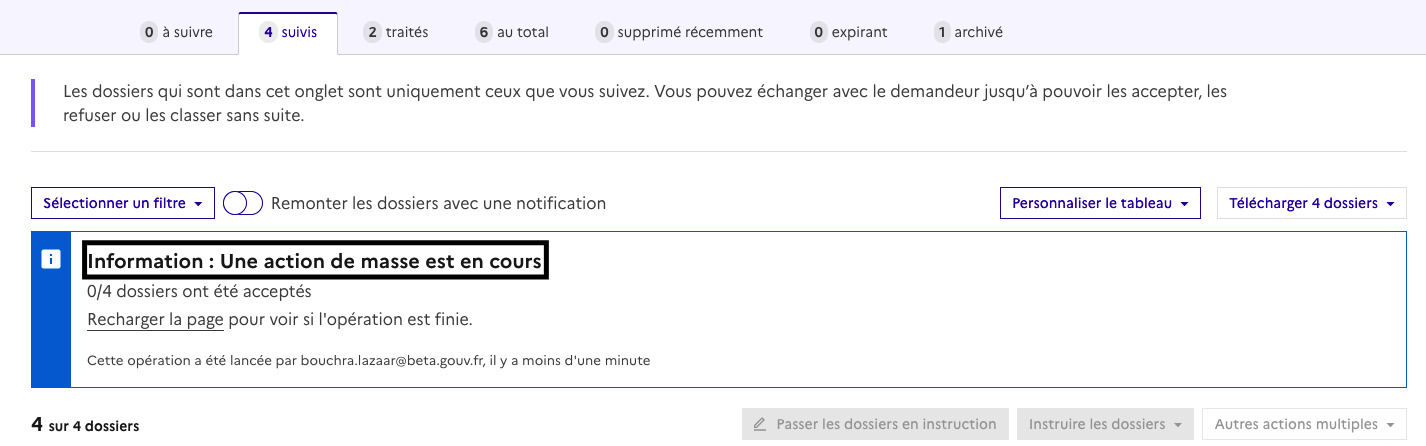 0 à suivre 4 suivis 2 traités 6 au total 0 supprimé récemment 0 expirant 1 archivé
Les dossiers qui sont dans cet onglet sont uniquement ceux que vous suivez. Vous pouvez échanger avec le demandeur jusqu’à pouvoir les accepter, les
refuser ou les classer sans suite.
Sélectionner un filtre Remonter les dossiers avec une notification Personnaliser le tableau Télécharger 4 dossiers
Information : Une action de masse est en cours
0/4 dossiers ont été acceptés
Recharger la page pour voir si l'opération est finie.
Cette opération a été lancée par bouchra.lazaar@beta.gouv.fr, il y a moins d'une minute
4 sur 4 dossiers Passer les dossiers en instruction Instruire les dossiers Autres actions multiples